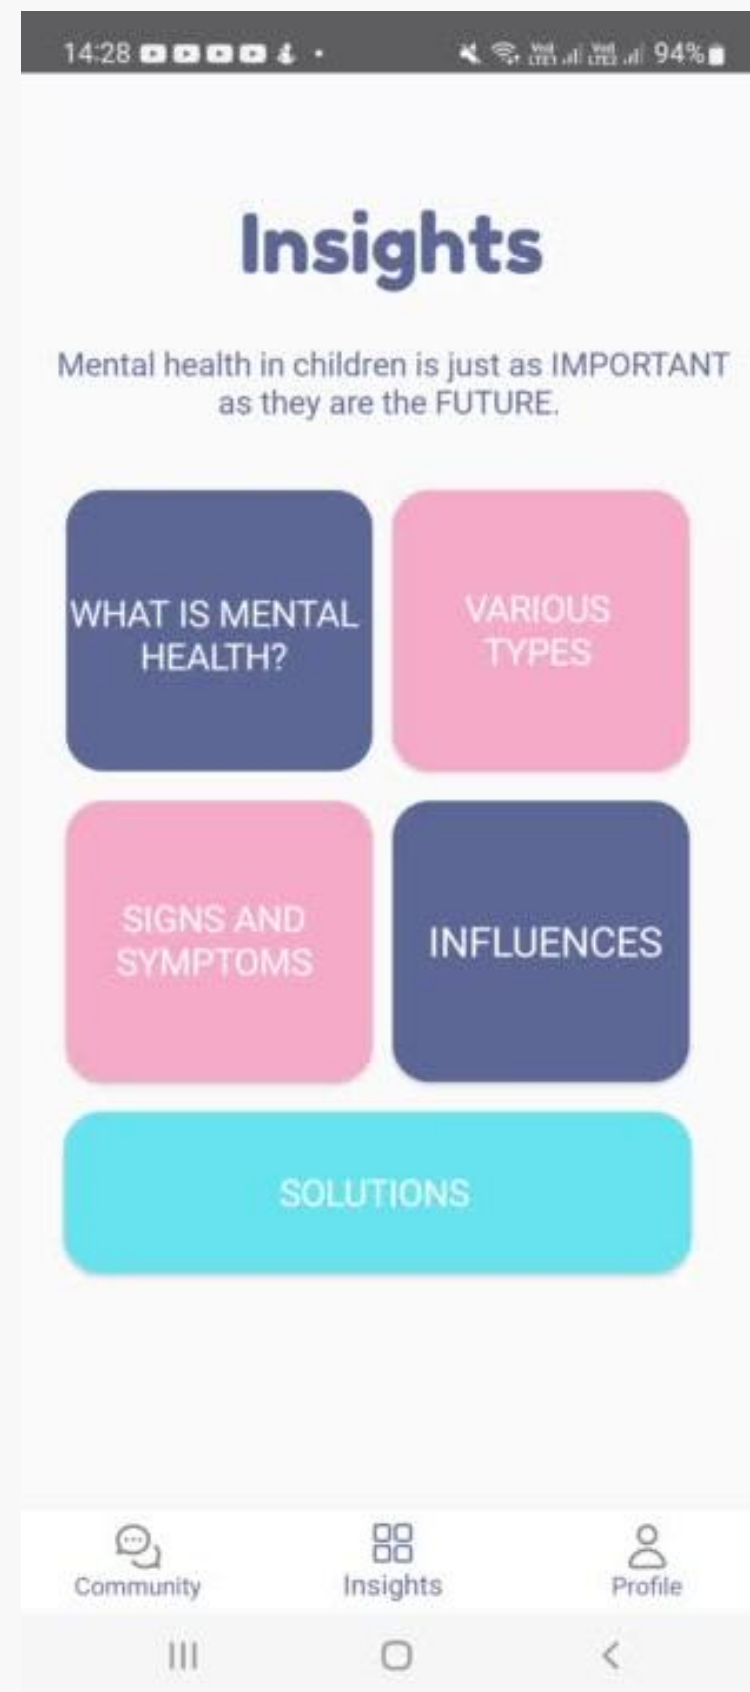 14:28
94%
Insights
Mental health in children is just as IMPORTANT
as they are the FUTURE.
WHAT IS MENTAL
HEALTH?
VARIOUS
TYPES
SIGNS AND
SYMPTOMS
INFLUENCES
SOLUTIONS
Community
Insights
Profile